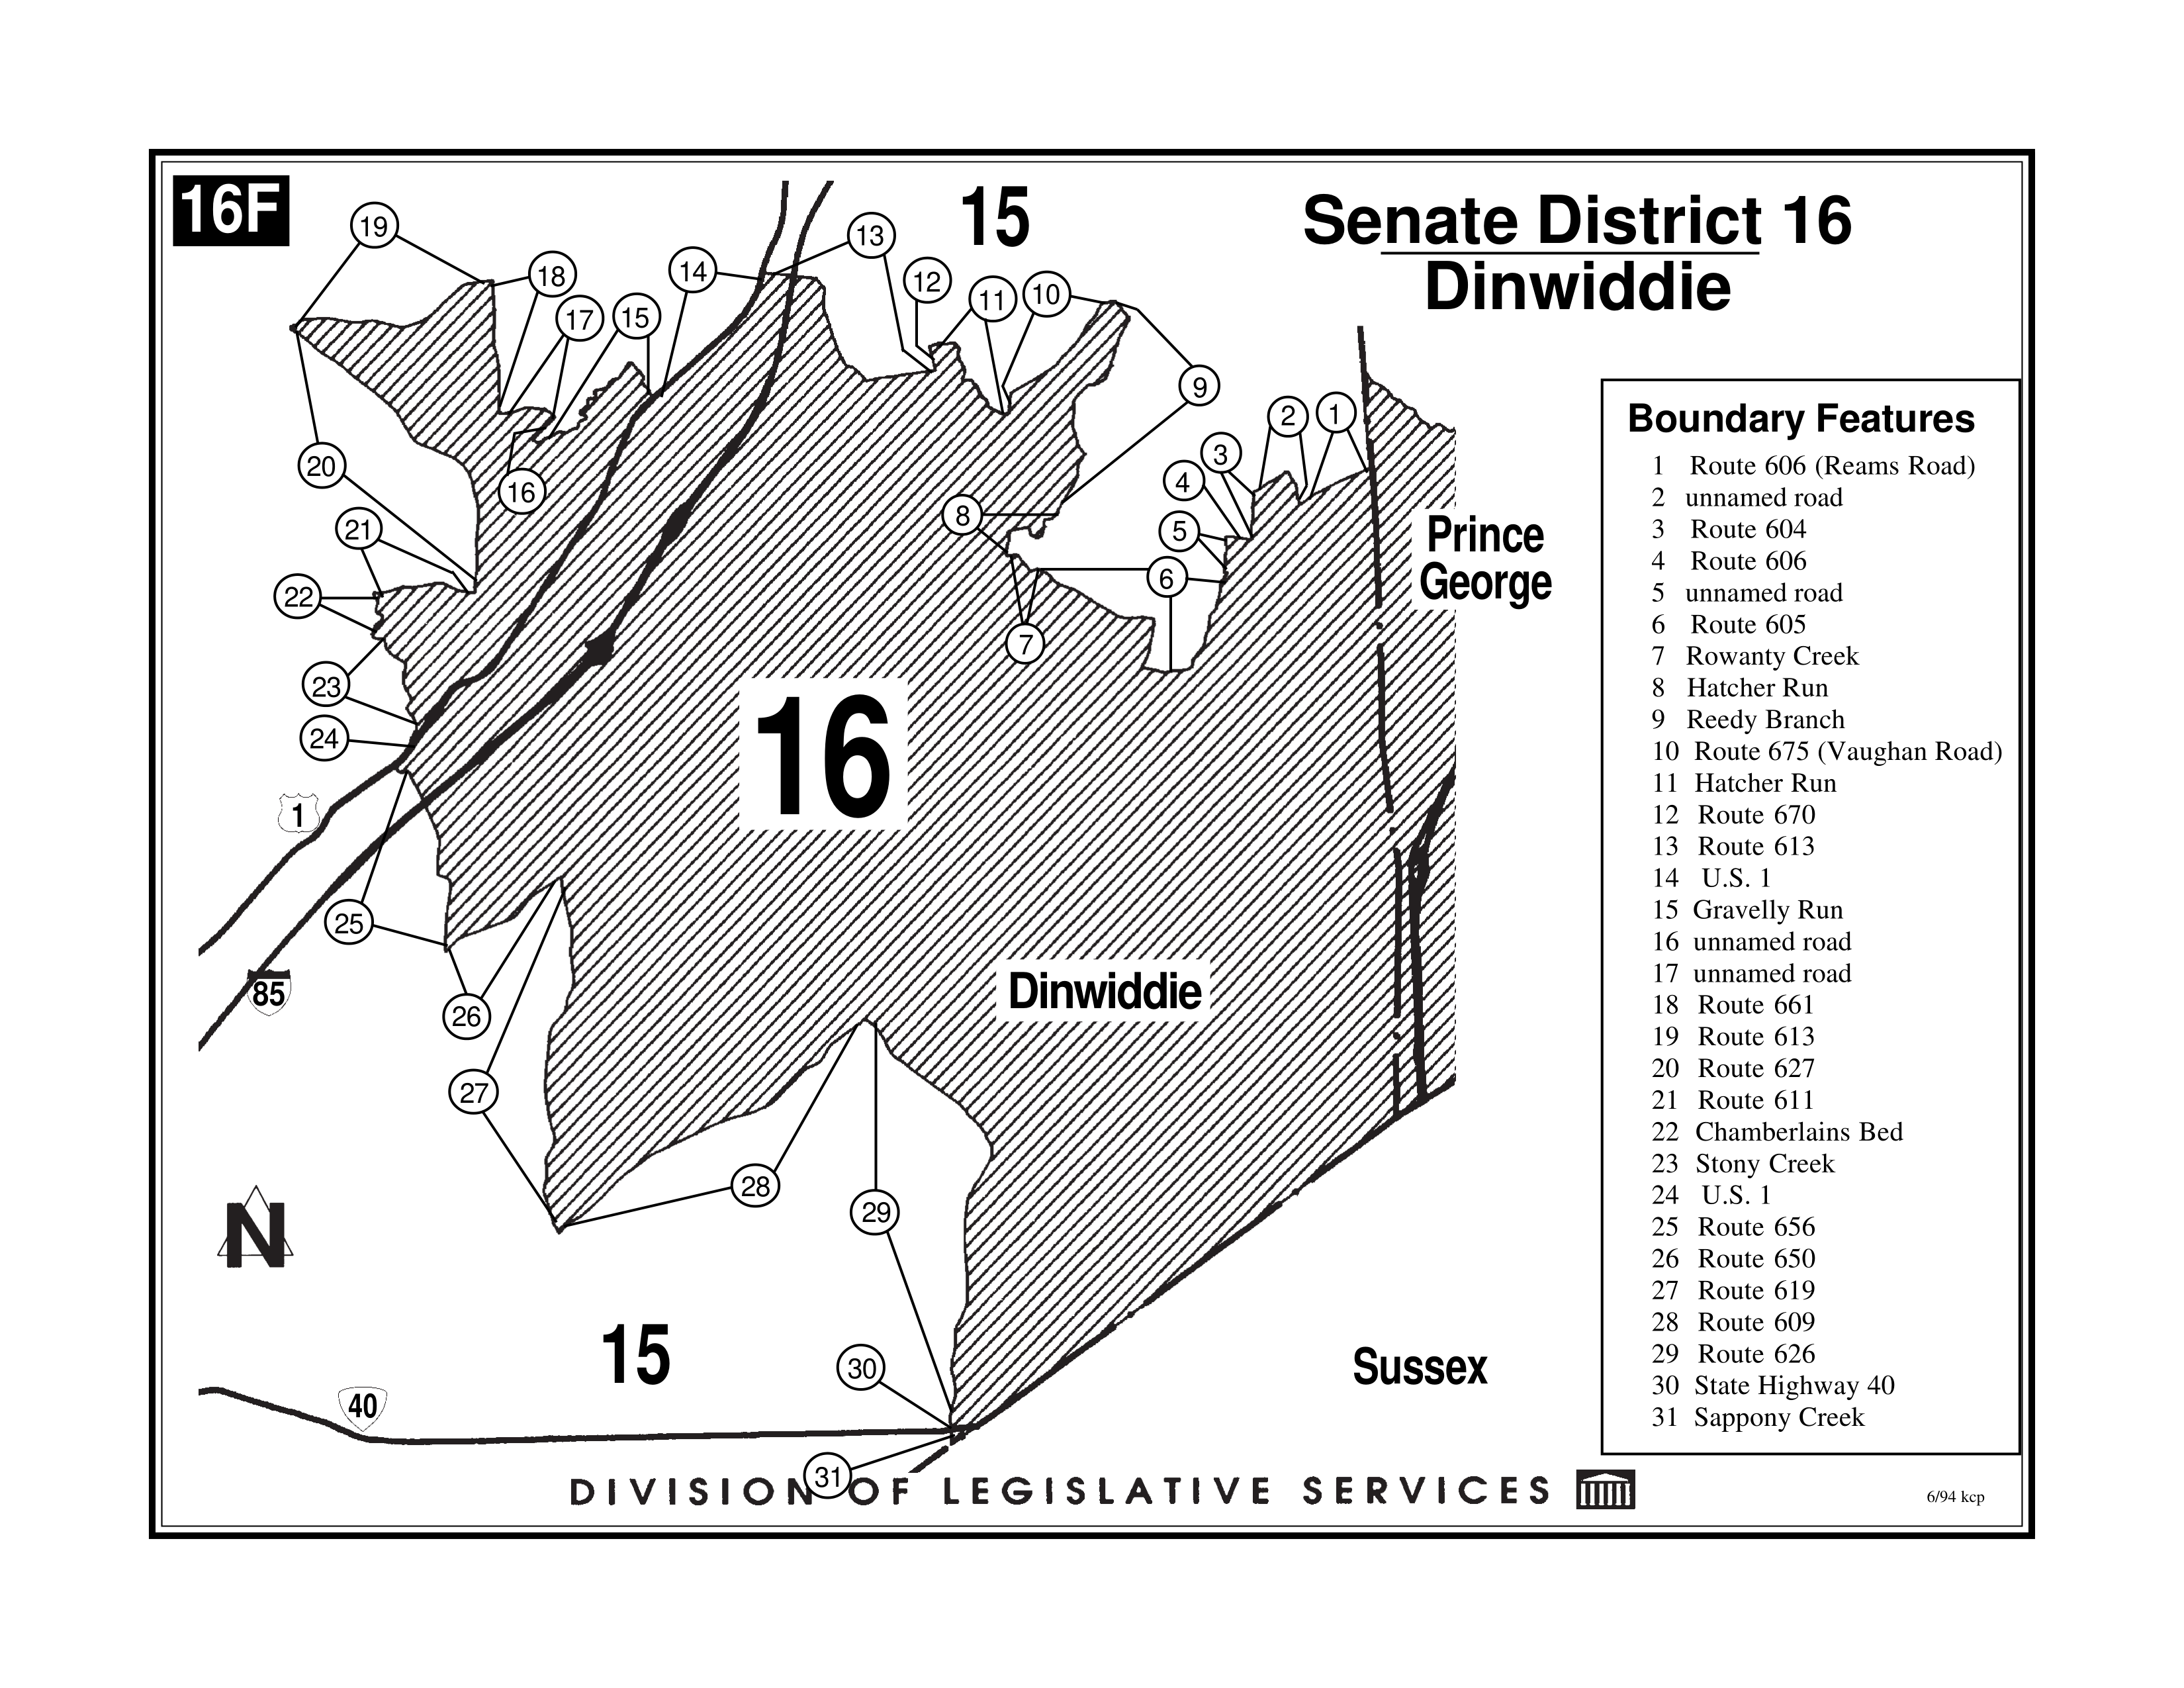 16F
15
Senate District 16
Dinwiddie
19
13
18
14
12
11
10
17
15
9
2
1
3
20
4
16
8
21
5
6
22
7
23
24
Prince
George
16
1
25
85
26
Dinwiddie
27
28
29
N
15
30
Sussex
40
31
Boundary Features
1 Route 606 (Reams Road)
2 unnamed road
3 Route 604
4 Route 606
5 unnamed road
6 Route 605
7 Rowanty Creek
8 Hatcher Run
9 Reedy Branch
10 Route 675 (Vaughan Road)
11 Hatcher Run
12 Route 670
13 Route 613
14 U.S. 1
15 Gravelly Run
16 unnamed road
17 unnamed road
18 Route 661
19 Route 613
20 Route 627
21 Route 611
22 Chamberlains Bed
23 Stony Creek
24 U.S. 1
25 Route 656
26 Route 650
27 Route 619
28 Route 609
29 Route 626
30 State Highway 40
31 Sappony Creek
DIVISION OF LEGISLATIVE SERVICES
6/94 kcp